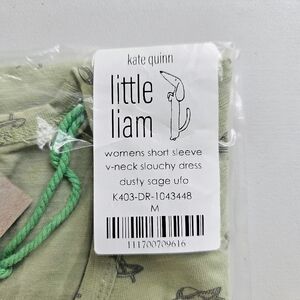 kate quinn
little
liam
womens short sleeve
v-neck slouchy dress
dusty sage ufo
K403-DR-1043448
M
111700709616